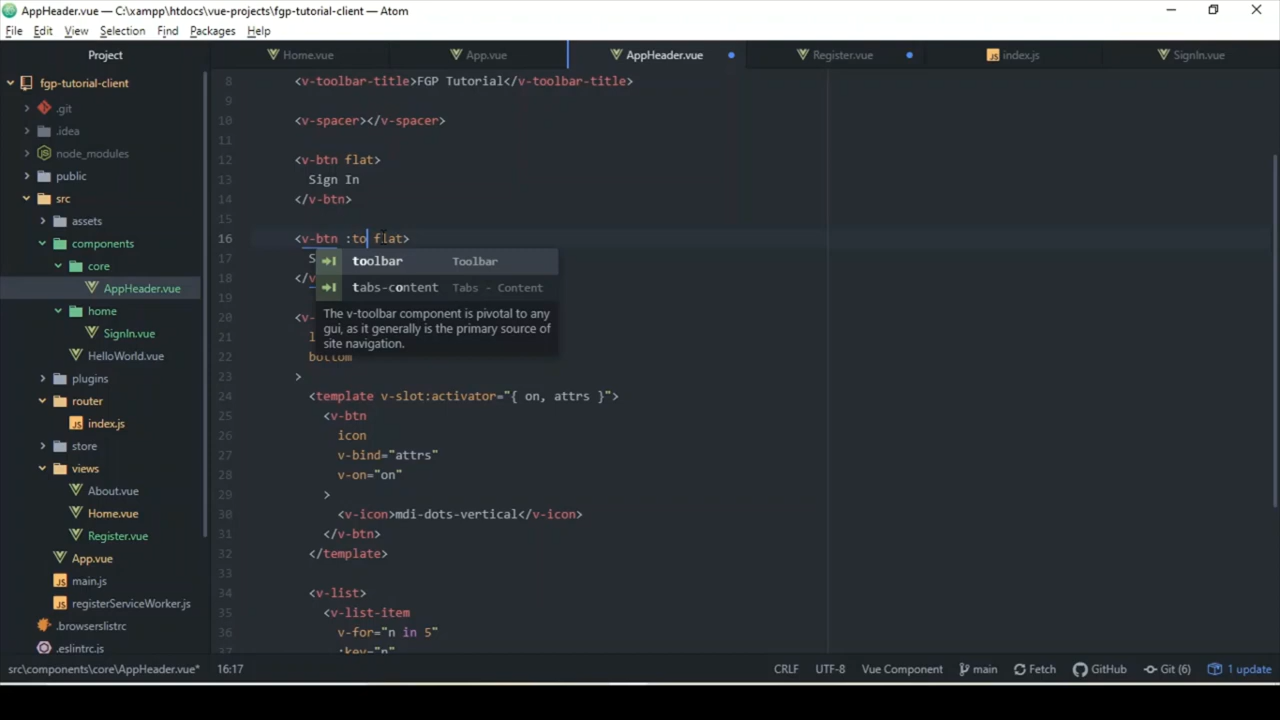 AppHeader.vue — C:\xampp\htdocs\vue-projects\fgp-tutorial-client — Atom
File Edit View Selection Find Packages Help
Project
fgp-tutorial-client
.git
.idea
node_modules
public
src
assets
components
core
AppHeader.vue
home
SignIn.vue
HelloWorld.vue
plugins
router
index.js
store
views
About.vue
Home.vue
Register.vue
App.vue
main.js
registerServiceWorker.js
.browserslistrc
.eslintrc.js
Home.vue App.vue AppHeader.vue Register.vue index.js SignIn.vue
8 <v-toolbar-title>FGP Tutorial</v-toolbar-title>
9
10 <v-spacer></v-spacer>
11
12 <v-btn flat>
13 Sign In
14 </v-btn>
15
16 <v-btn :to flat>
17 S
18 </v
toolbar Toolbar
tabs-content Tabs - Content
The v-toolbar component is pivotal to any
gui, as it generally is the primary source of
site navigation.
20 <v-
21 l
22 bottom
23 >
24 <template v-slot:activator="{ on, attrs }">
25 <v-btn
26 icon
27 v-bind="attrs"
28 v-on="on"
29 >
30 <v-icon>mdi-dots-vertical</v-icon>
31 </v-btn>
32 </template>
33
34 <v-list>
35 <v-list-item
36 v-for="n in 5"
37 :key="n"
src\components\core\AppHeader.vue* 16:17 CRLF UTF-8 Vue Component main Fetch GitHub Git (6) 1 update